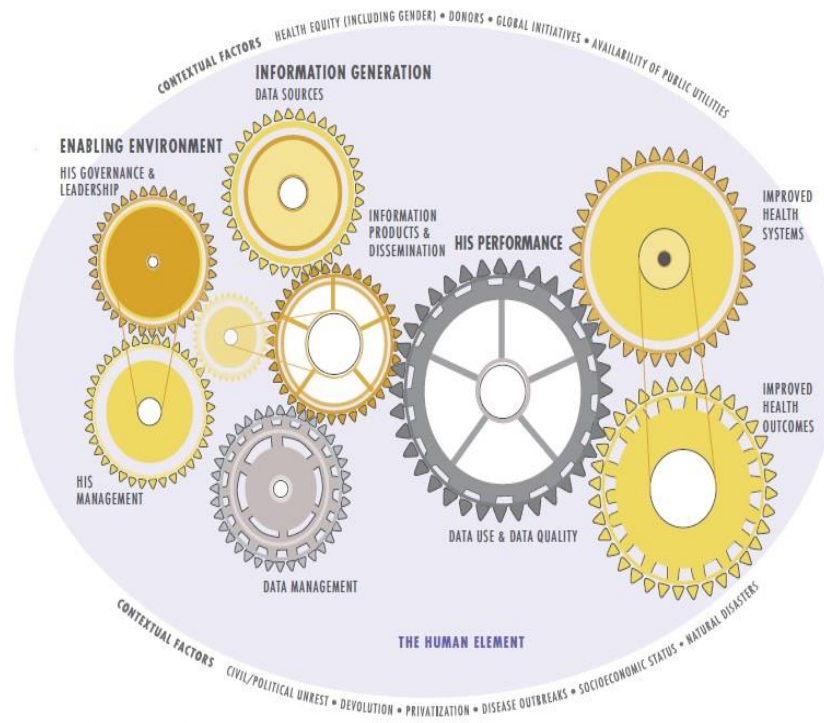 CONTEXTUAL FACTORS HEALTH EQUITY (INCLUDING GENDER) • DONORS • GLOBAL INITIATIVES • AVAILABILITY OF PUBLIC UTILITIES
INFORMATION GENERATION
DATA SOURCES
ENABLING ENVIRONMENT
HIS GOVERNANCE &
LEADERSHIP
INFORMATION
PRODUCTS &
DISSEMINATION
HIS PERFORMANCE
IMPROVED
HEALTH
SYSTEMS
IMPROVED
HEALTH
OUTCOMES
HIS
MANAGEMENT
DATA MANAGEMENT
DATA USE & DATA QUALITY
THE HUMAN ELEMENT
CONTEXTUAL FACTORS CIVIL/POLITICAL UNREST • DEVOLUTION • PRIVATIZATION • DISEASE OUTBREAKS • SOCIOECONOMIC STATUS • NATURAL DISASTERS